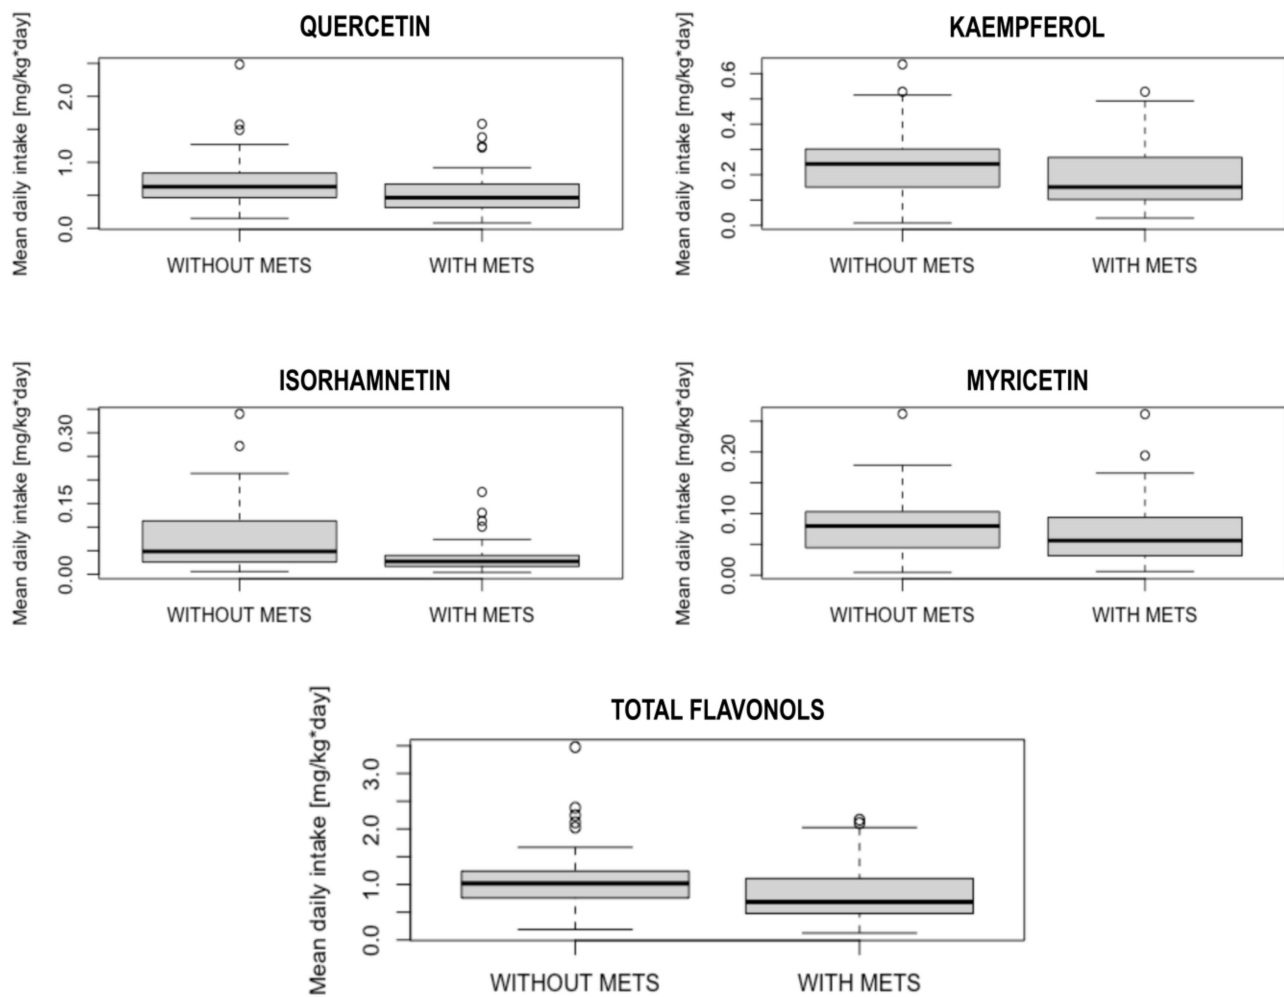 QUERCETIN
Mean daily intake [mg/kg*day]
2.0
1.0
0.0
WITHOUT METS
WITH METS
KAEMPFEROL
Mean daily intake [mg/kg*day]
0.6
0.4
0.2
0.0
WITHOUT METS
WITH METS
ISORHAMNETIN
Mean daily intake [mg/kg*day]
0.30
0.15
0.00
WITHOUT METS
WITH METS
MYRICETIN
Mean daily intake [mg/kg*day]
0.20
0.10
0.00
WITHOUT METS
WITH METS
TOTAL FLAVONOLS
Mean daily intake [mg/kg*day]
3.0
2.0
1.0
0.0
WITHOUT METS
WITH METS